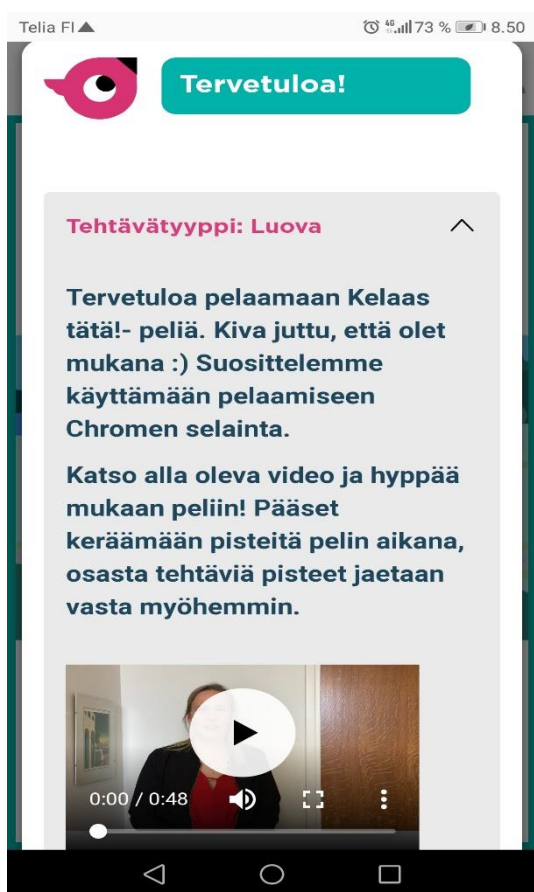 Telia FI 4G 73 % 8.50
Tervetuloa!
Tehtävätyyppi: Luova
Tervetuloa pelaamaan Kelaas
tätä!- peliä. Kiva juttu, että olet
mukana :) Suosittelemme
käyttämään pelaamiseen
Chromen selainta.
Katso alla oleva video ja hyppää
mukaan peliin! Pääset
keräämään pisteitä pelin aikana,
osasta tehtäviä pisteet jaetaan
vasta myöhemmin.
0:00 / 0:48